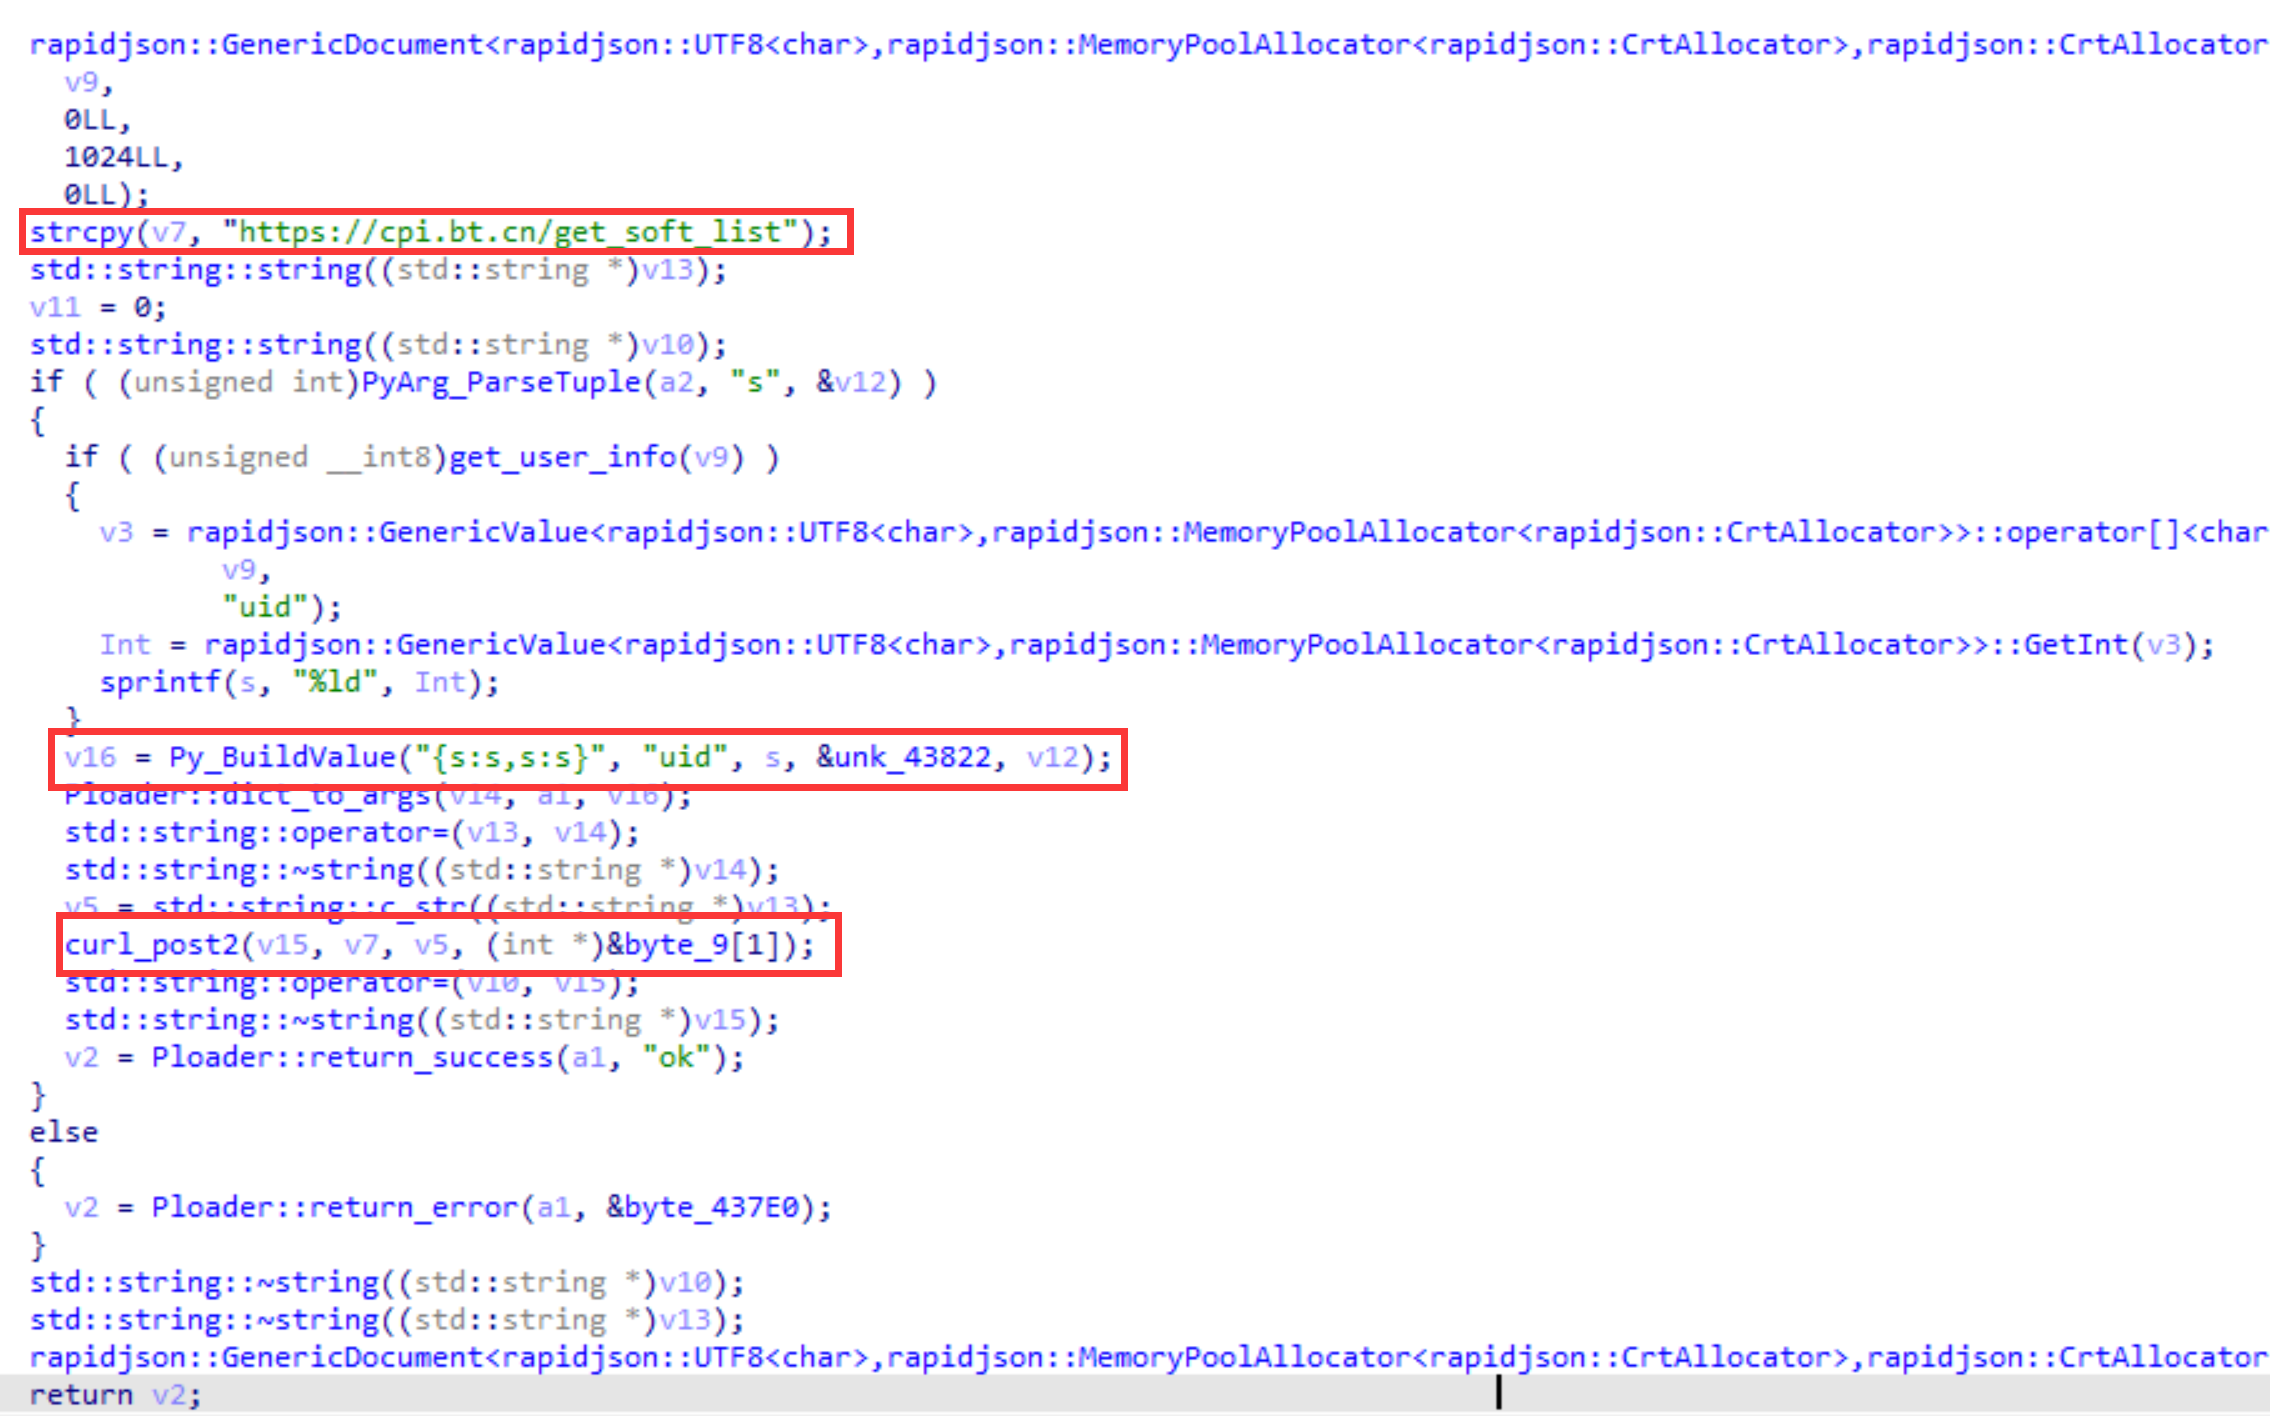 rapidjson::GenericDocument<rapidjson::UTF8<char>,rapidjson::MemoryPoolAllocator<rapidjson::CrtAllocator>,rapidjson::CrtAllocator
v9,
0LL,
1024LL,
0LL);
strcpy(v7, "https://cpi.bt.cn/get_soft_list");
std::string::string((std::string *)v13);
v11 = 0;
std::string::string((std::string *)v10);
if ( (unsigned int)PyArg_ParseTuple(a2, "s", &v12) )
{
if ( (unsigned __int8)get_user_info(v9) )
{
v3 = rapidjson::GenericValue<rapidjson::UTF8<char>,rapidjson::MemoryPoolAllocator<rapidjson::CrtAllocator>>::operator[]<char
v9,
"uid");
Int = rapidjson::GenericValue<rapidjson::UTF8<char>,rapidjson::MemoryPoolAllocator<rapidjson::CrtAllocator>>::GetInt(v3);
sprintf(s, "%ld", Int);
}
v16 = Py_BuildValue("{s:s,s:s}", "uid", s, &unk_43822, v12);
Ploader::dict_to_args(v14, a1, v16);
std::string::operator=(v13, v14);
std::string::~string((std::string *)v14);
v5 = std::string::c_str((std::string *)v13);
curl_post2(v15, v7, v5, (int *)&byte_9[1]);
std::string::operator=(v10, v15);
std::string::~string((std::string *)v15);
v2 = Ploader::return_success(a1, "ok");
}
else
{
v2 = Ploader::return_error(a1, &byte_437E0);
}
std::string::~string((std::string *)v10);
std::string::~string((std::string *)v13);
rapidjson::GenericDocument<rapidjson::UTF8<char>,rapidjson::MemoryPoolAllocator<rapidjson::CrtAllocator>,rapidjson::CrtAllocator
return v2;